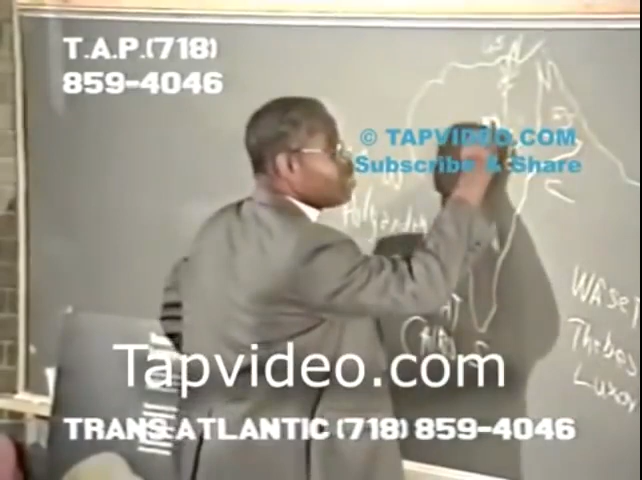 T.A.P.(718)
859-4046
© TAPVIDEO.COM
Subscribe & Share
WASET
Thebes
Luxor
Tapvideo.com
TRANS ATLANTIC (718) 859-4046